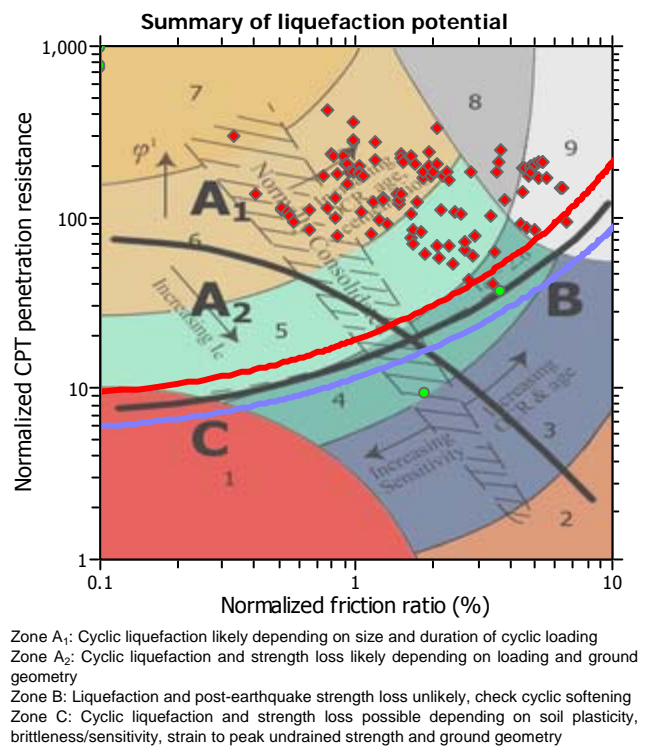 Summary of liquefaction potential
1,000
100
10
1
Normalized CPT penetration resistance
7
8
9
φ'
A1
6
A2
Increasing Ic
5
B
4
C
Increasing
OCR & age
Increasing
Sensitivity
3
1
2
0.1
1
10
Normalized friction ratio (%)
Zone A1: Cyclic liquefaction likely depending on size and duration of cyclic loading
Zone A2: Cyclic liquefaction and strength loss likely depending on loading and ground
geometry
Zone B: Liquefaction and post-earthquake strength loss unlikely, check cyclic softening
Zone C: Cyclic liquefaction and strength loss possible depending on soil plasticity,
brittleness/sensitivity, strain to peak undrained strength and ground geometry